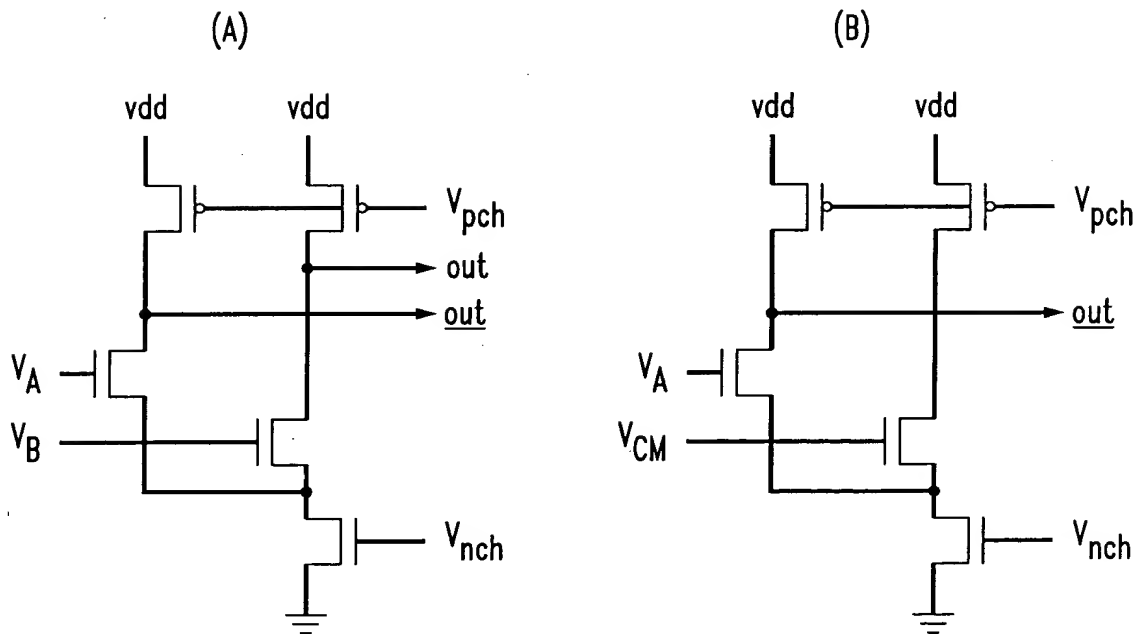 (A)
vdd vdd
V_pch
out
out
V_A
V_B
V_nch
(B)
vdd vdd
V_pch
out
V_A
V_CM
V_nch